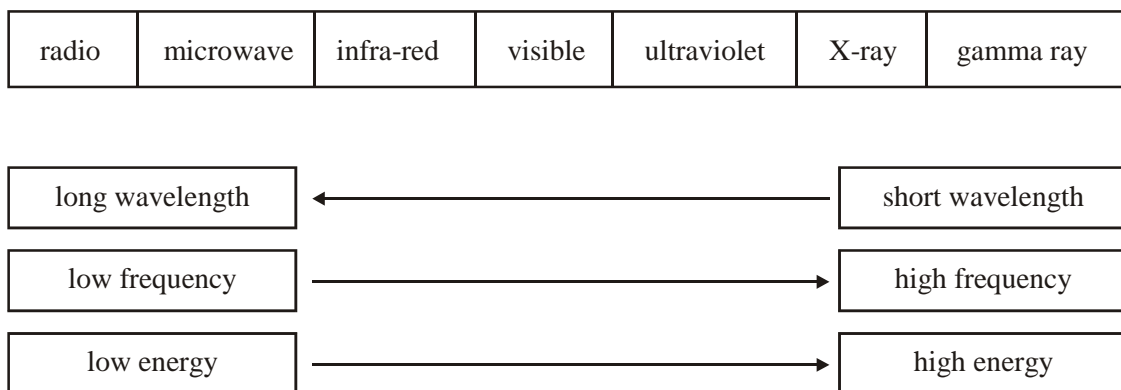 radio microwave infra-red visible ultraviolet X-ray gamma ray
long wavelength short wavelength
low frequency high frequency
low energy high energy